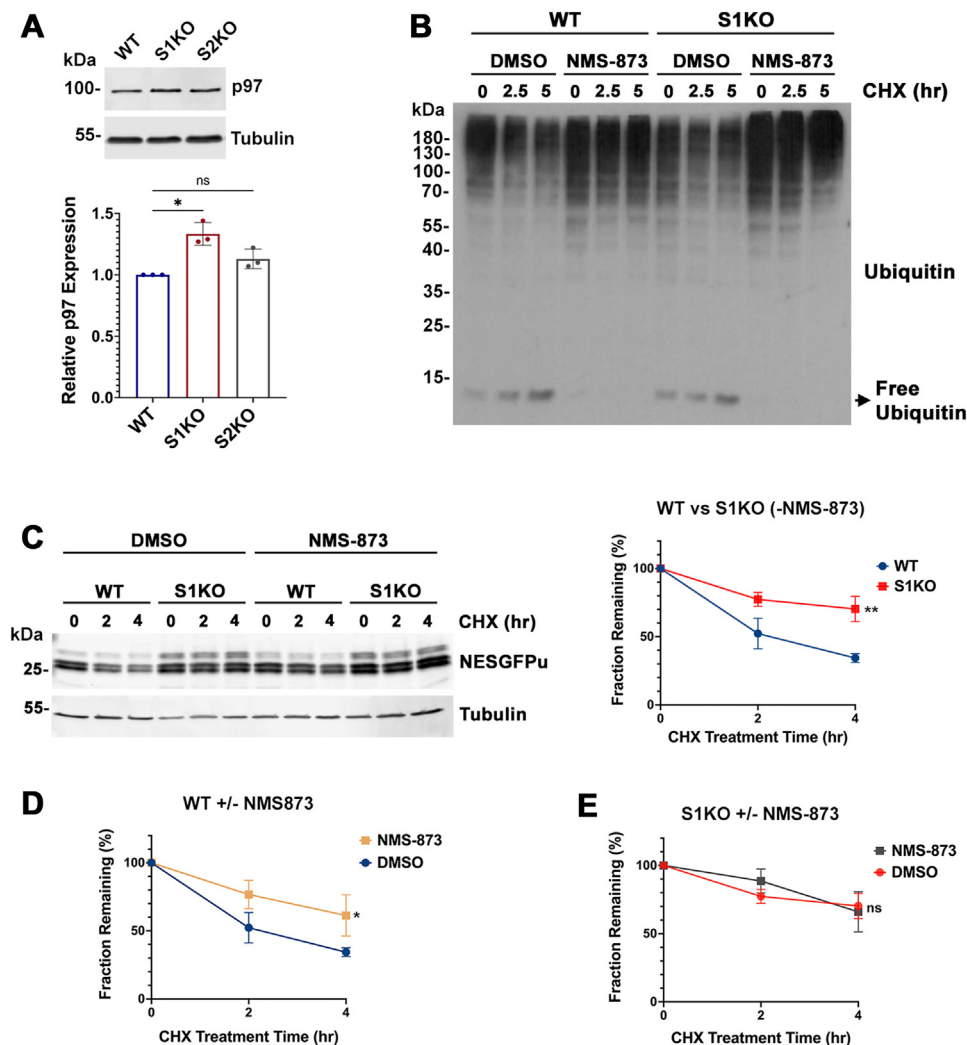 A
WT S1KO S2KO
kDa
100- p97
55- Tubulin
ns
*
Relative p97 Expression
1.5
1.0
0.5
0.0
WT S1KO S2KO
B
WT S1KO
DMSO NMS-873 DMSO NMS-873
0 2.5 5 0 2.5 5 0 2.5 5 0 2.5 5 CHX (hr)
kDa
180-
130-
100-
70-
55-
40-
35-
25-
15-
Ubiquitin
Free
Ubiquitin
C
DMSO NMS-873
WT S1KO WT S1KO
0 2 4 0 2 4 0 2 4 0 2 4 CHX (hr)
kDa
NESGFPu
25-
55-
Tubulin
WT vs S1KO (-NMS-873)
Fraction Remaining (%)
100
50
0
0 2 4
CHX Treatment Time (hr)
WT
S1KO
**
D
WT +/- NMS873
Fraction Remaining (%)
100
50
0
0 2 4
CHX Treatment Time (hr)
NMS-873
DMSO
*
E
S1KO +/- NMS-873
Fraction Remaining (%)
100
50
0
0 2 4
CHX Treatment Time (hr)
NMS-873
DMSO
ns